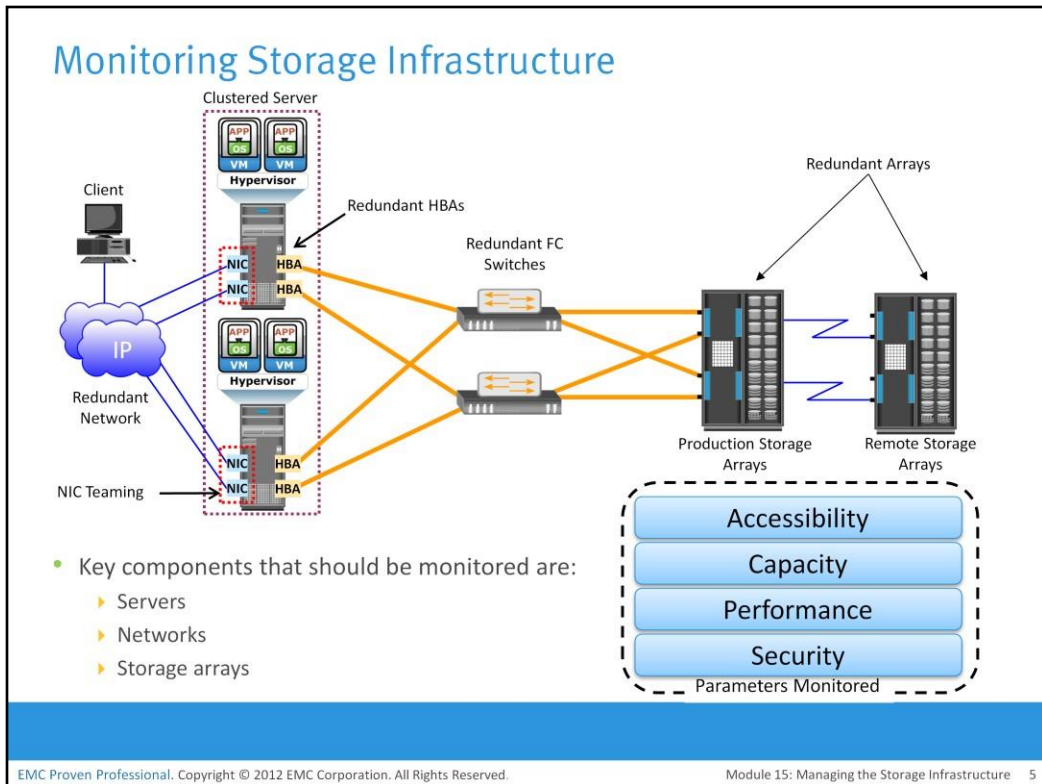 Monitoring Storage Infrastructure
Clustered Server
APP APP
OS OS
VM VM
Hypervisor
Client
Redundant HBAs
Redundant Arrays
Redundant FC
Switches
NIC HBA
NIC HBA
IP
Redundant
Network
APP APP
OS OS
VM VM
Hypervisor
NIC HBA
NIC HBA
NIC Teaming
Production Storage
Arrays
Remote Storage
Arrays
Accessibility
Capacity
Performance
Security
Parameters Monitored
• Key components that should be monitored are:
Servers
Networks
Storage arrays
EMC Proven Professional. Copyright © 2012 EMC Corporation. All Rights Reserved.
Module 15: Managing the Storage Infrastructure 5